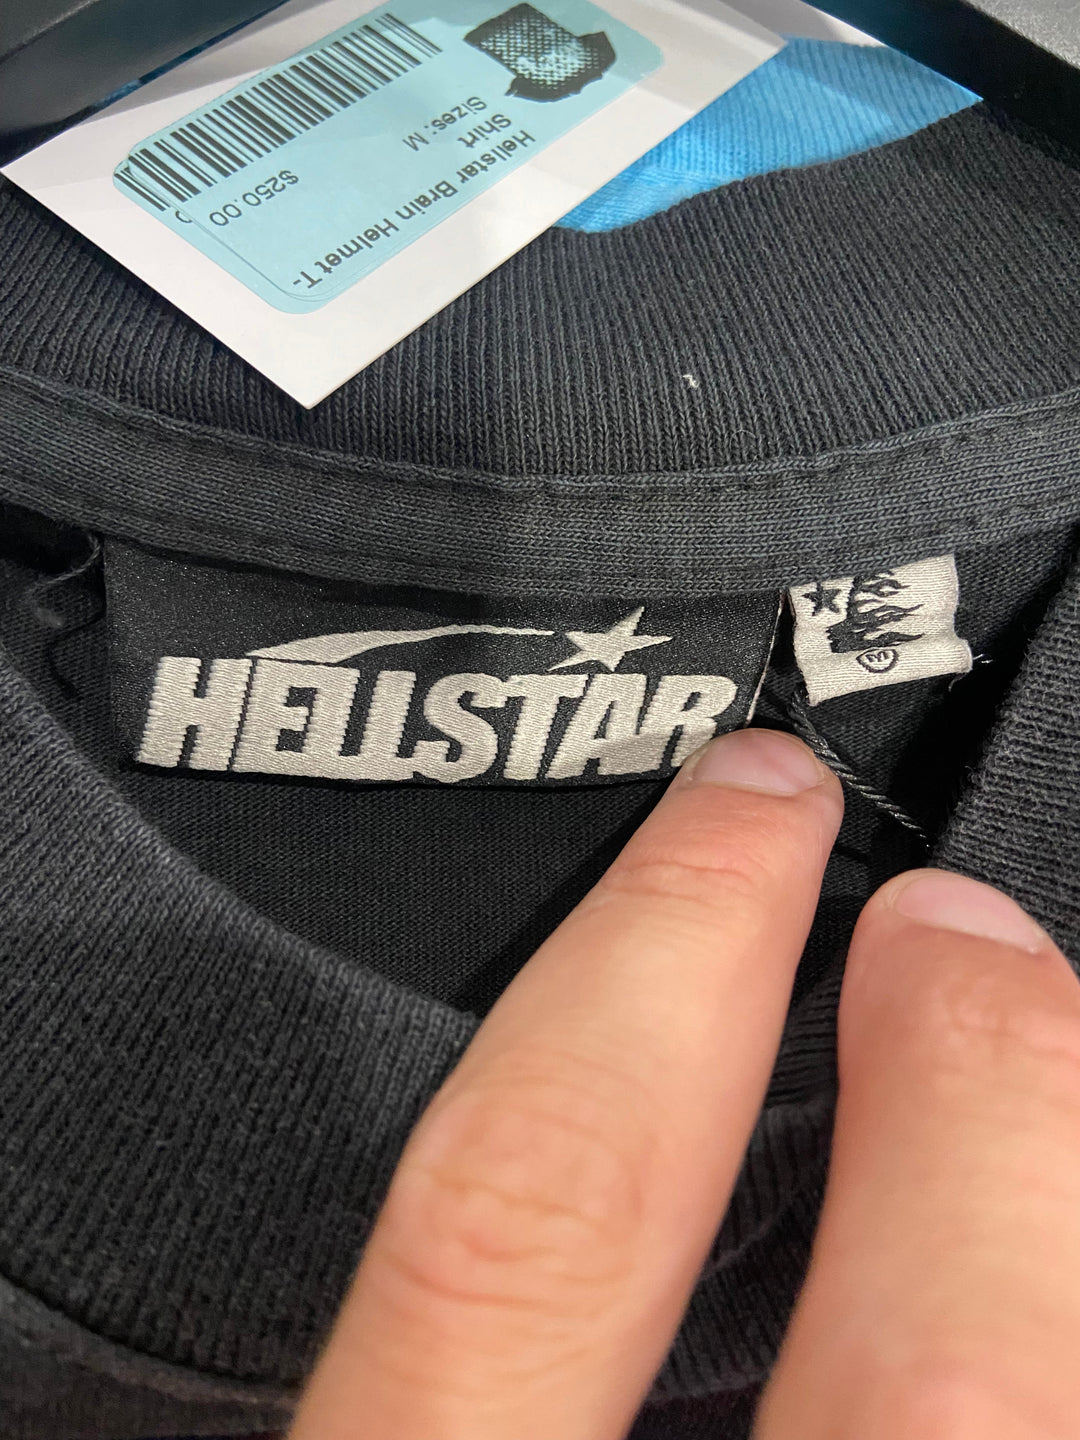 Hellstar Brain Helmet T-
Shirt
Sizes: M
$250.00
HELLSTAR